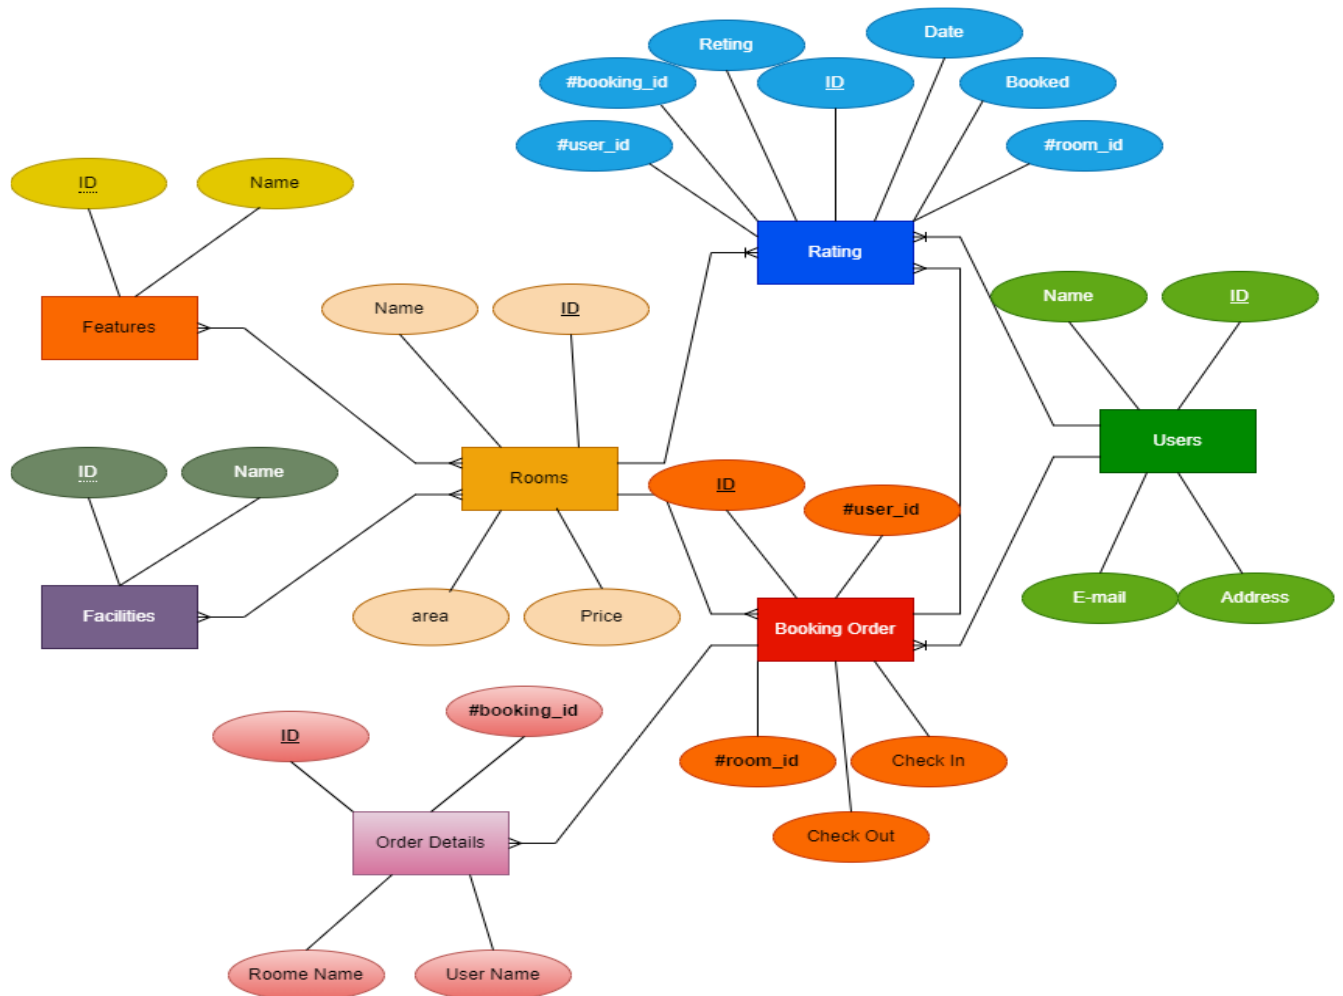 Date
Reting
#booking_id
ID
Booked
#user_id
#room_id
ID
Name
Rating
Name
ID
Features
Name
ID
Users
ID
Name
Rooms
ID
#user_id
E-mail
Address
Facilities
area
Price
Booking Order
ID
#booking_id
#room_id
Check In
Check Out
Order Details
Roome Name
User Name